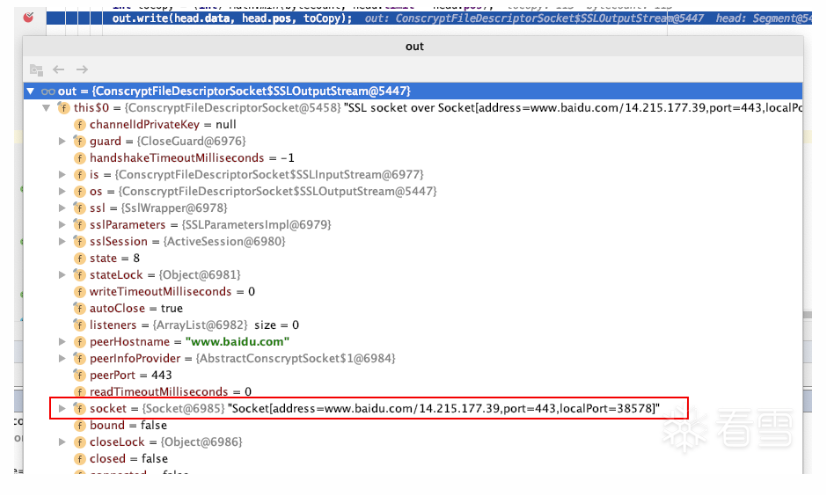 out.write(head.data, head.pos, toCopy); out: ConscryptFileDescriptorSocket$SSLOutputStream@5447 head: Segment@54
out
out = {ConscryptFileDescriptorSocket$SSLOutputStream@5447}
this$0 = {ConscryptFileDescriptorSocket@5458} "SSL socket over Socket[address=www.baidu.com/14.215.177.39,port=443,localPo
channelIdPrivateKey = null
guard = {CloseGuard@6976}
handshakeTimeoutMilliseconds = -1
is = {ConscryptFileDescriptorSocket$SSLInputStream@6977}
os = {ConscryptFileDescriptorSocket$SSLOutputStream@5447}
ssl = {SslWrapper@6978}
sslParameters = {SSLParametersImpl@6979}
sslSession = {ActiveSession@6980}
state = 8
stateLock = {Object@6981}
writeTimeoutMilliseconds = 0
autoClose = true
listeners = {ArrayList@6982} size = 0
peerHostname = "www.baidu.com"
peerInfoProvider = {AbstractConscryptSocket$1@6984}
peerPort = 443
readTimeoutMilliseconds = 0
socket = {Socket@6985} "Socket[address=www.baidu.com/14.215.177.39,port=443,localPort=38578]"
bound = false
closeLock = {Object@6986}
closed = false
看雪